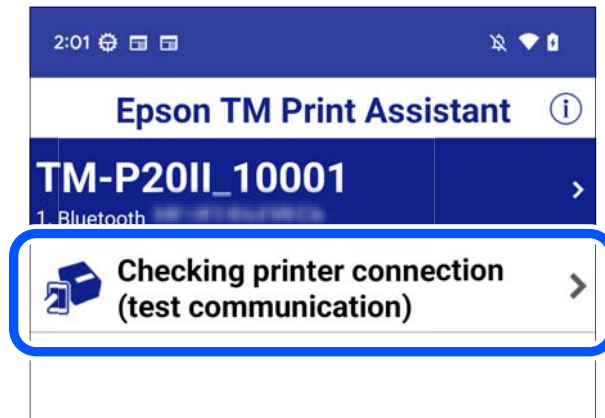 2:01
Epson TM Print Assistant
TM-P20II_10001
1. Bluetooth
Checking printer connection
(test communication)